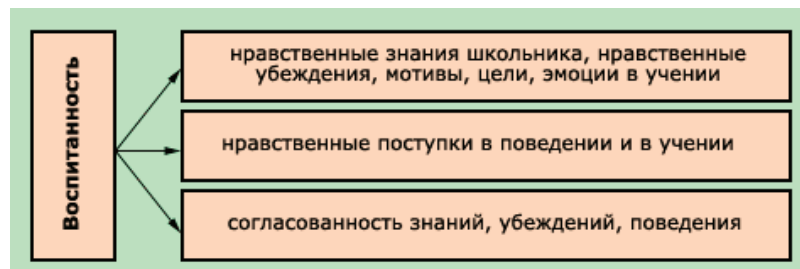 Воспитанность
нравственные знания школьника, нравственные
убеждения, мотивы, цели, эмоции в учении
нравственные поступки в поведении и в учении
согласованность знаний, убеждений, поведения